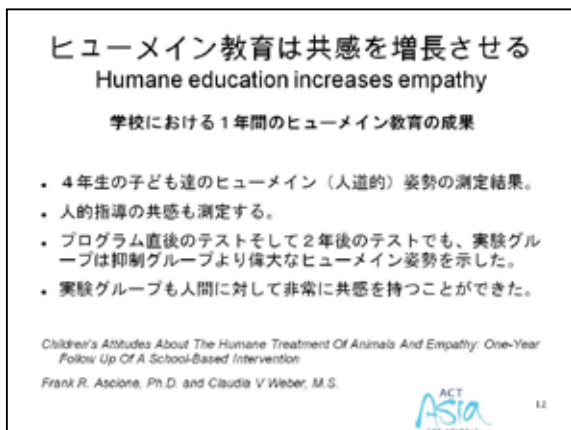 ヒューメイン教育は共感を増長させる
Humane education increases empathy
学校における１年間のヒューメイン教育の成果
• ４年生の子ども達のヒューメイン（人道的）姿勢の測定結果。
• 人的指導の共感も測定する。
• プログラム直後のテストそして２年後のテストでも、実験グル
ープは抑制グループより偉大なヒューメイン姿勢を示した。
• 実験グループも人間に対して非常に共感を持つことができた。
Children's Attitudes About The Humane Treatment Of Animals And Empathy: One-Year
Follow Up Of A School-Based Intervention
Frank R. Ascione, Ph.D. and Claudia V Weber, M.S.
ACT
Asia
12